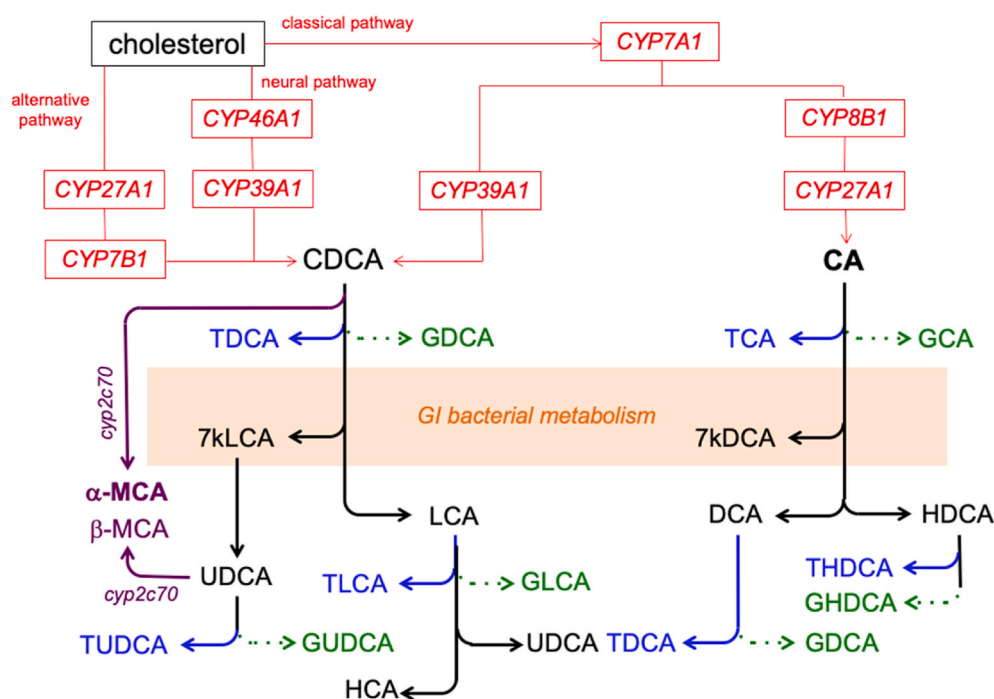 classical pathway
cholesterol
CYP7A1
alternative
pathway
neural pathway
CYP46A1
CYP8B1
CYP27A1
CYP39A1
CYP39A1
CYP27A1
CYP7B1
CDCA
CA
TDCA
GDCA
TCA
GCA
cyp2c70
GI bacterial metabolism
7kLCA
7kDCA
α-MCA
β-MCA
LCA
DCA
HDCA
cyp2c70
UDCA
TLCA
GLCA
THDCA
GHDCA
TUDCA
GUDCA
UDCA
TDCA
GDCA
HCA